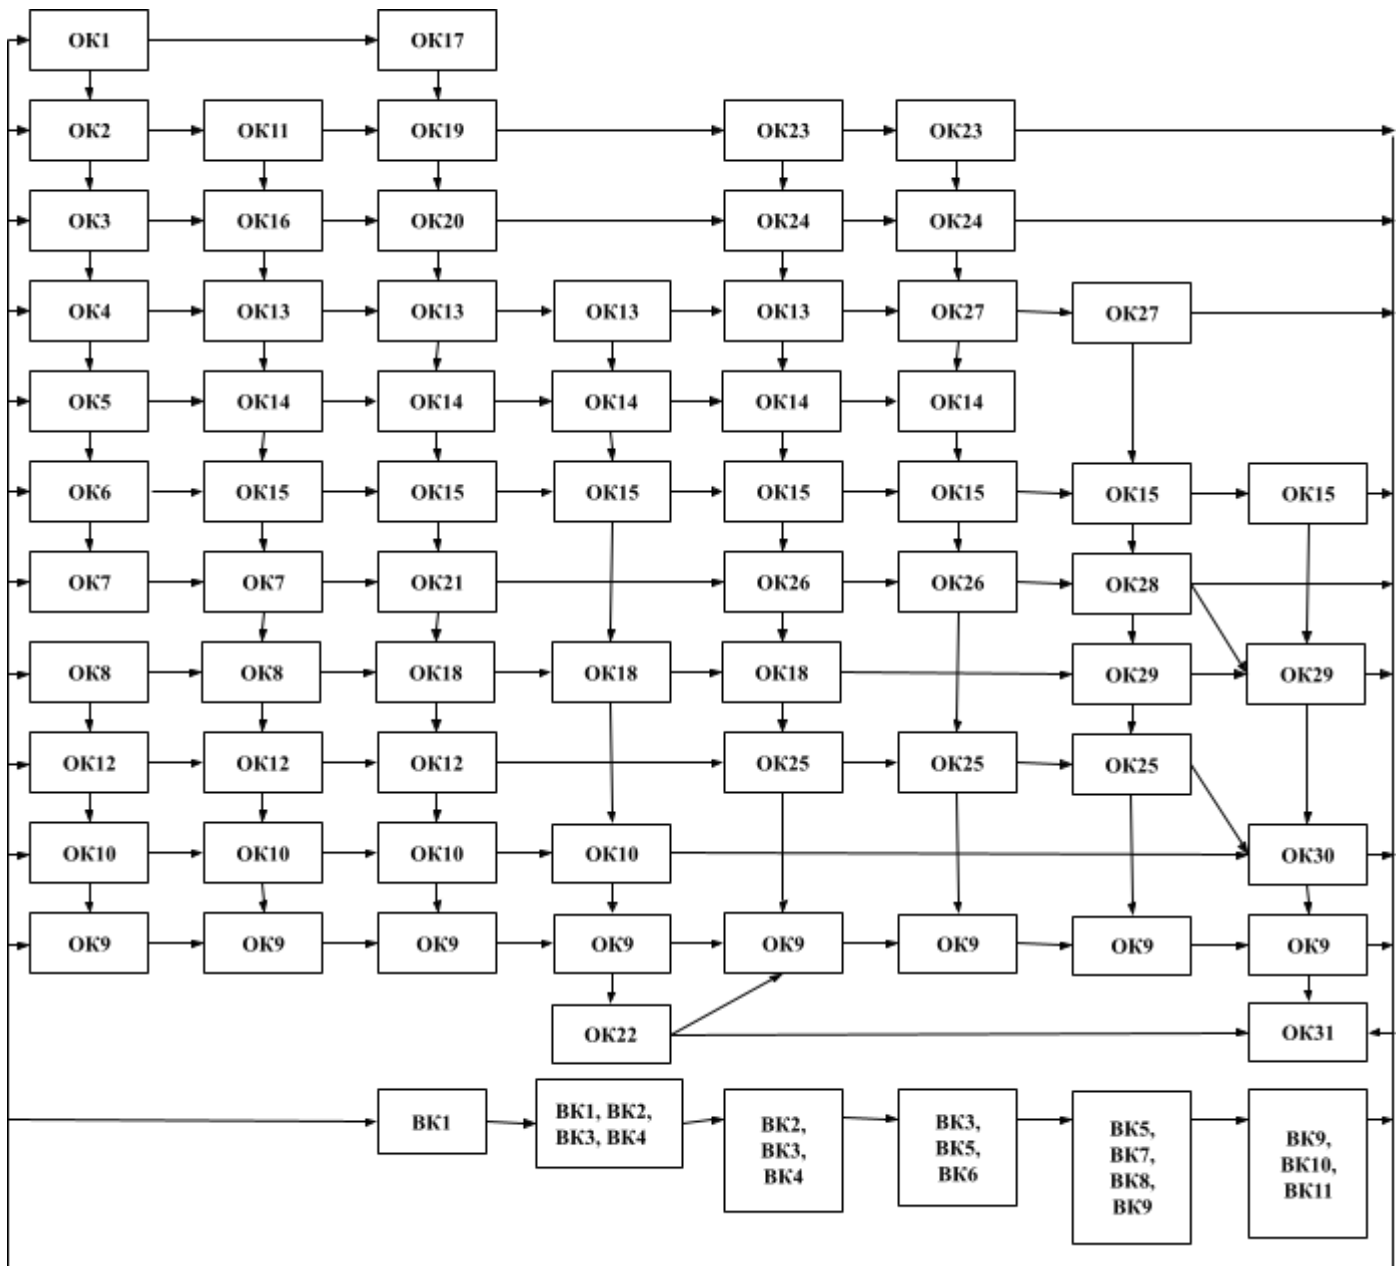 ОК1 ОК17
ОК2 ОК11 ОК19 ОК23 ОК23
ОК3 ОК16 ОК20 ОК24 ОК24
ОК4 ОК13 ОК13 ОК13 ОК13 ОК27 ОК27
ОК5 ОК14 ОК14 ОК14 ОК14 ОК14
ОК6 ОК15 ОК15 ОК15 ОК15 ОК15 ОК15 ОК15
ОК7 ОК7 ОК21 ОК26 ОК26 ОК28
ОК8 ОК8 ОК18 ОК18 ОК18 ОК29 ОК29
ОК12 ОК12 ОК12 ОК25 ОК25 ОК25
ОК10 ОК10 ОК10 ОК10 ОК30
ОК9 ОК9 ОК9 ОК9 ОК9 ОК9 ОК9 ОК9
ОК22 ОК31
ВК1
ВК1, ВК2,
ВК3, ВК4
ВК2,
ВК3,
ВК4
ВК3,
ВК5,
ВК6
ВК5,
ВК7,
ВК8,
ВК9
ВК9,
ВК10,
ВК11